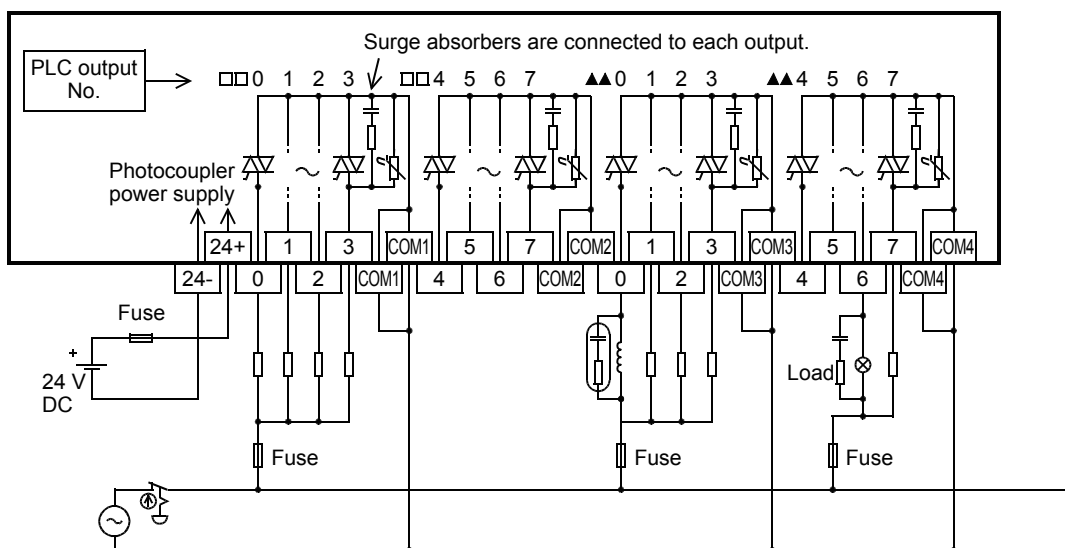 Surge absorbers are connected to each output.
PLC output
No.
□□ 0 1 2 3 □□ 4 5 6 7 ▲▲ 0 1 2 3 ▲▲ 4 5 6 7
Photocoupler
power supply
24+ 1 3 COM1 5 7 COM2 1 3 COM3 5 7 COM4
24- 0 2 COM1 4 6 COM2 0 2 COM3 4 6 COM4
Fuse
+
24 V
DC
Load
Fuse Fuse Fuse